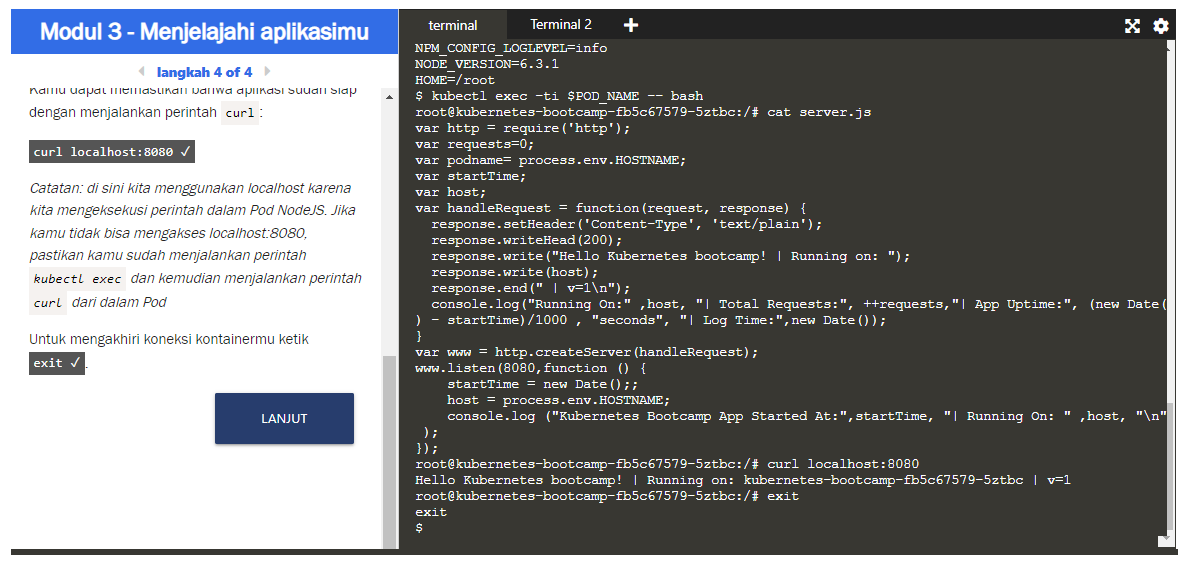 Modul 3 - Menjelajahi aplikasimu
langkah 4 of 4
Kamu dapat memastikan bahwa aplikasi sudah siap
dengan menjalankan perintah curl :
curl localhost:8080 ✓
Catatan: di sini kita menggunakan localhost karena
kita mengeksekusi perintah dalam Pod NodeJS. Jika
kamu tidak bisa mengakses localhost:8080,
pastikan kamu sudah menjalankan perintah
kubectl exec dan kemudian menjalankan perintah
curl dari dalam Pod
Untuk mengakhiri koneksi kontainermu ketik
exit ✓.
LANJUT
terminal Terminal 2 +
NPM_CONFIG_LOGLEVEL=info
NODE_VERSION=6.3.1
HOME=/root
$ kubectl exec -ti $POD_NAME -- bash
root@kubernetes-bootcamp-fb5c67579-5ztbc:/# cat server.js
var http = require('http');
var requests=0;
var podname= process.env.HOSTNAME;
var startTime;
var host;
var handleRequest = function(request, response) {
  response.setHeader('Content-Type', 'text/plain');
  response.writeHead(200);
  response.write("Hello Kubernetes bootcamp! | Running on: ");
  response.write(host);
  response.end(" | v=1\n");
  console.log("Running On:" ,host, "| Total Requests:", ++requests,"| App Uptime:", (new Date(
) - startTime)/1000 , "seconds", "| Log Time:",new Date());
}
var www = http.createServer(handleRequest);
www.listen(8080,function () {
    startTime = new Date();;
    host = process.env.HOSTNAME;
    console.log ("Kubernetes Bootcamp App Started At:",startTime, "| Running On: " ,host, "\n"
 );
});
root@kubernetes-bootcamp-fb5c67579-5ztbc:/# curl localhost:8080
Hello Kubernetes bootcamp! | Running on: kubernetes-bootcamp-fb5c67579-5ztbc | v=1
root@kubernetes-bootcamp-fb5c67579-5ztbc:/# exit
exit
$